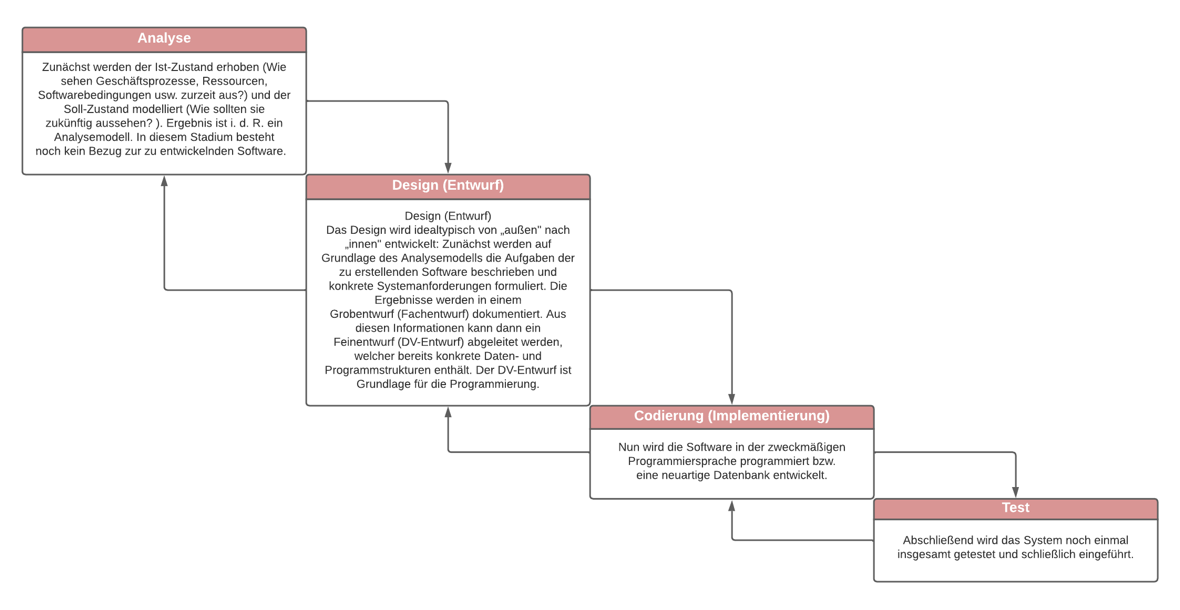 Analyse
Zunächst werden der Ist-Zustand erhoben (Wie
sehen Geschäftsprozesse, Ressourcen,
Softwarebedingungen usw. zurzeit aus?) und der
Soll-Zustand modelliert (Wie sollten sie
zukünftig aussehen? ). Ergebnis ist i. d. R. ein
Analysemodell. In diesem Stadium besteht
noch kein Bezug zur zu entwickelnden Software.
Design (Entwurf)
Design (Entwurf)
Das Design wird idealtypisch von „außen" nach
„innen" entwickelt: Zunächst werden auf
Grundlage des Analysemodells die Aufgaben der
zu erstellenden Software beschrieben und
konkrete Systemanforderungen formuliert. Die
Ergebnisse werden in einem
Grobentwurf (Fachentwurf) dokumentiert. Aus
diesen Informationen kann dann ein
Feinentwurf (DV-Entwurf) abgeleitet werden,
welcher bereits konkrete Daten- und
Programmstrukturen enthält. Der DV-Entwurf ist
Grundlage für die Programmierung.
Codierung (Implementierung)
Nun wird die Software in der zweckmäßigen
Programmiersprache programmiert bzw.
eine neuartige Datenbank entwickelt.
Test
Abschließend wird das System noch einmal
insgesamt getestet und schließlich eingeführt.